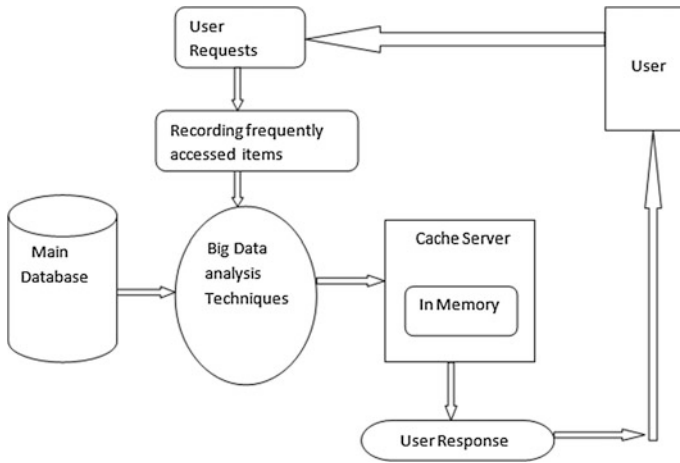 User
Requests
User
Recording frequently
accessed items
Main
Database
Big Data
analysis
Techniques
Cache Server
In Memory
User Response